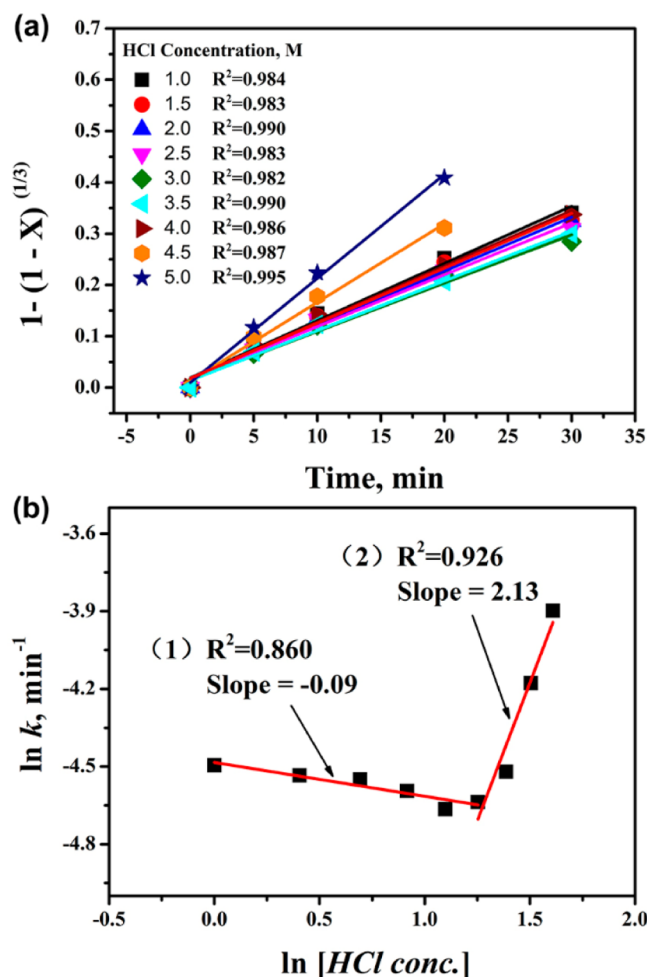 (a)
HCl Concentration, M
1.0 R²=0.984
1.5 R²=0.983
2.0 R²=0.990
2.5 R²=0.983
3.0 R²=0.982
3.5 R²=0.990
4.0 R²=0.986
4.5 R²=0.987
5.0 R²=0.995
1- (1 - X) (1/3)
0.7
0.6
0.5
0.4
0.3
0.2
0.1
0.0
-5 0 5 10 15 20 25 30 35
Time, min
(b)
(2) R²=0.926
Slope = 2.13
(1) R²=0.860
Slope = -0.09
ln k, min⁻¹
-3.6
-3.9
-4.2
-4.5
-4.8
-0.5 0.0 0.5 1.0 1.5 2.0
ln [HCl conc.]